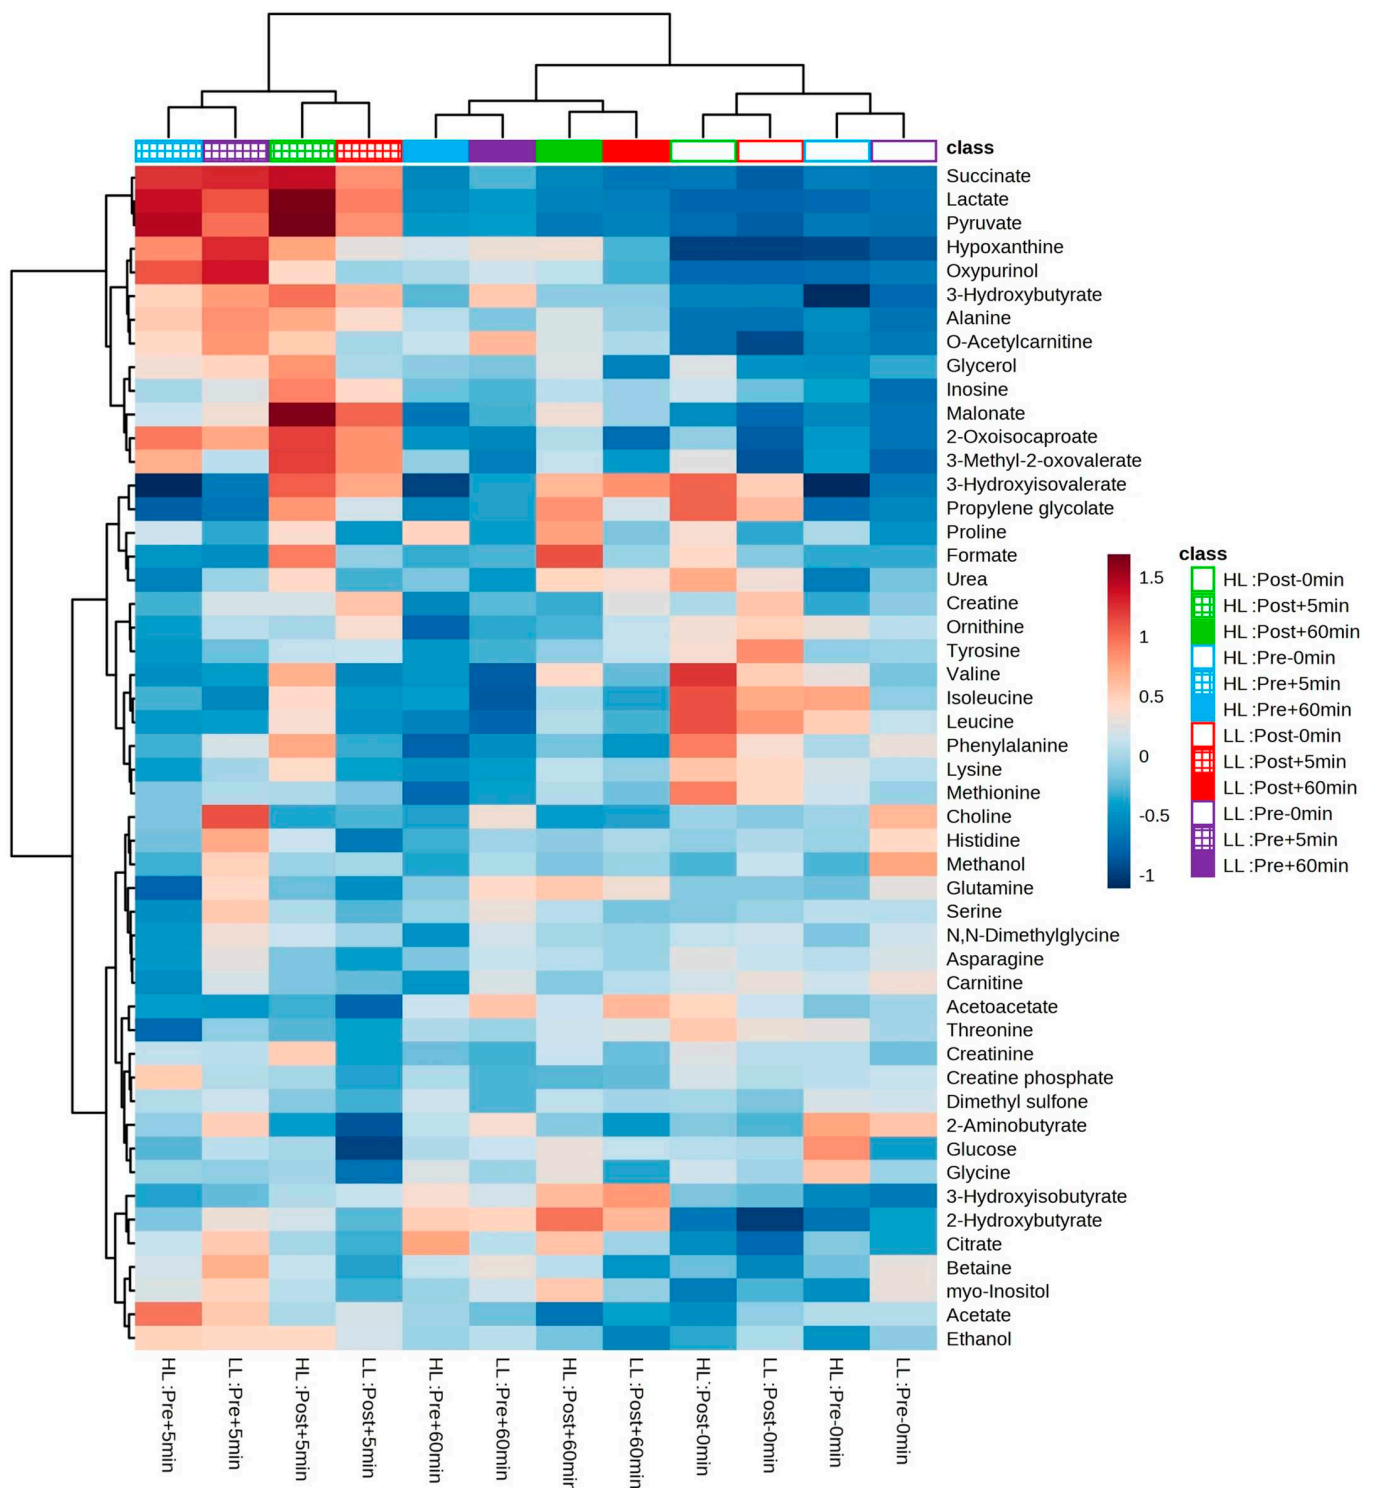 class
Succinate
Lactate
Pyruvate
Hypoxanthine
Oxypurinol
3-Hydroxybutyrate
Alanine
O-Acetylcarnitine
Glycerol
Inosine
Malonate
2-Oxoisocaproate
3-Methyl-2-oxovalerate
3-Hydroxyisovalerate
Propylene glycolate
Proline
Formate
Urea
Creatine
Ornithine
Tyrosine
Valine
Isoleucine
Leucine
Phenylalanine
Lysine
Methionine
Choline
Histidine
Methanol
Glutamine
Serine
N,N-Dimethylglycine
Asparagine
Carnitine
Acetoacetate
Threonine
Creatinine
Creatine phosphate
Dimethyl sulfone
2-Aminobutyrate
Glucose
Glycine
3-Hydroxyisobutyrate
2-Hydroxybutyrate
Citrate
Betaine
myo-Inositol
Acetate
Ethanol
1.5
1
0.5
0
-0.5
-1
class
HL :Post-0min
HL :Post+5min
HL :Post+60min
HL :Pre-0min
HL :Pre+5min
HL :Pre+60min
LL :Post-0min
LL :Post+5min
LL :Post+60min
LL :Pre-0min
LL :Pre+5min
LL :Pre+60min
HL :Pre+5min
LL :Pre+5min
HL :Post+5min
LL :Post+5min
HL :Pre+60min
LL :Pre+60min
HL :Post+60min
LL :Post+60min
HL :Post-0min
LL :Post-0min
HL :Pre-0min
LL :Pre-0min